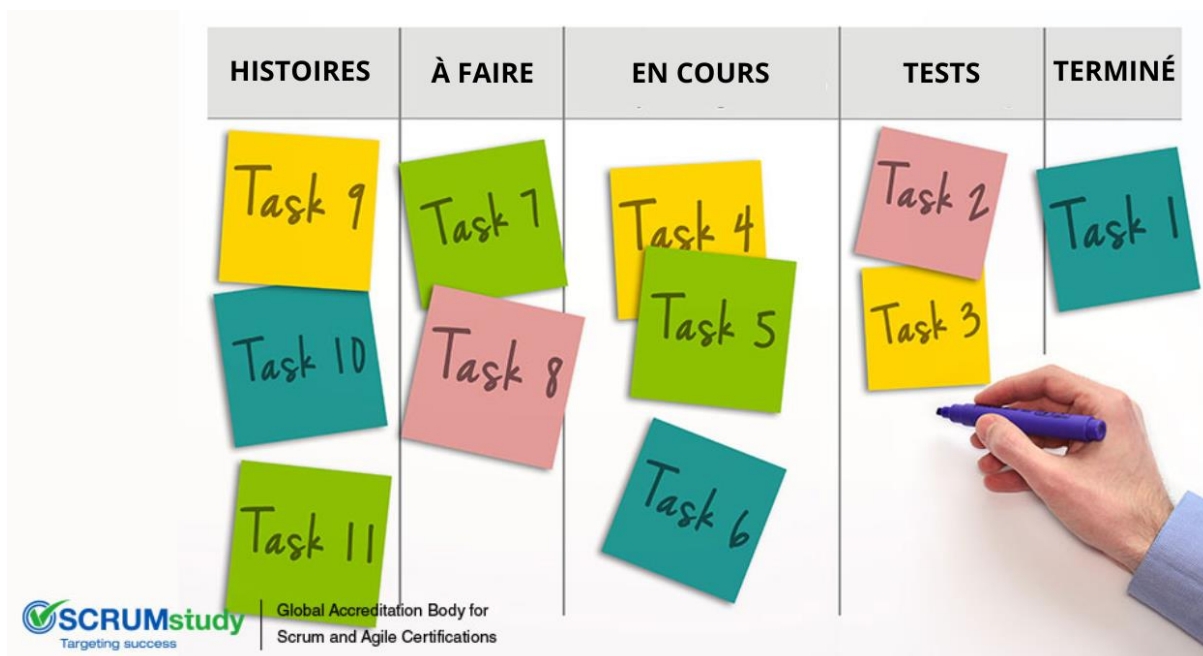 HISTOIRES
À FAIRE
EN COURS
TESTS
TERMINÉ
Task 9
Task 10
Task 11
Task 7
Task 8
Task 4
Task 5
Task 6
Task 2
Task 3
Task 1
SCRUMstudy
Targeting success
Global Accreditation Body for
Scrum and Agile Certifications